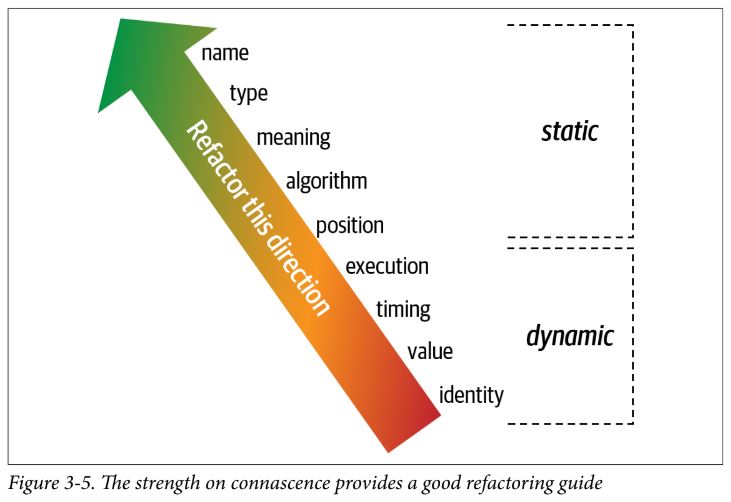 name
type
meaning
algorithm
position
execution
timing
value
identity
Refactor this direction
static
dynamic
Figure 3-5. The strength on connascence provides a good refactoring guide